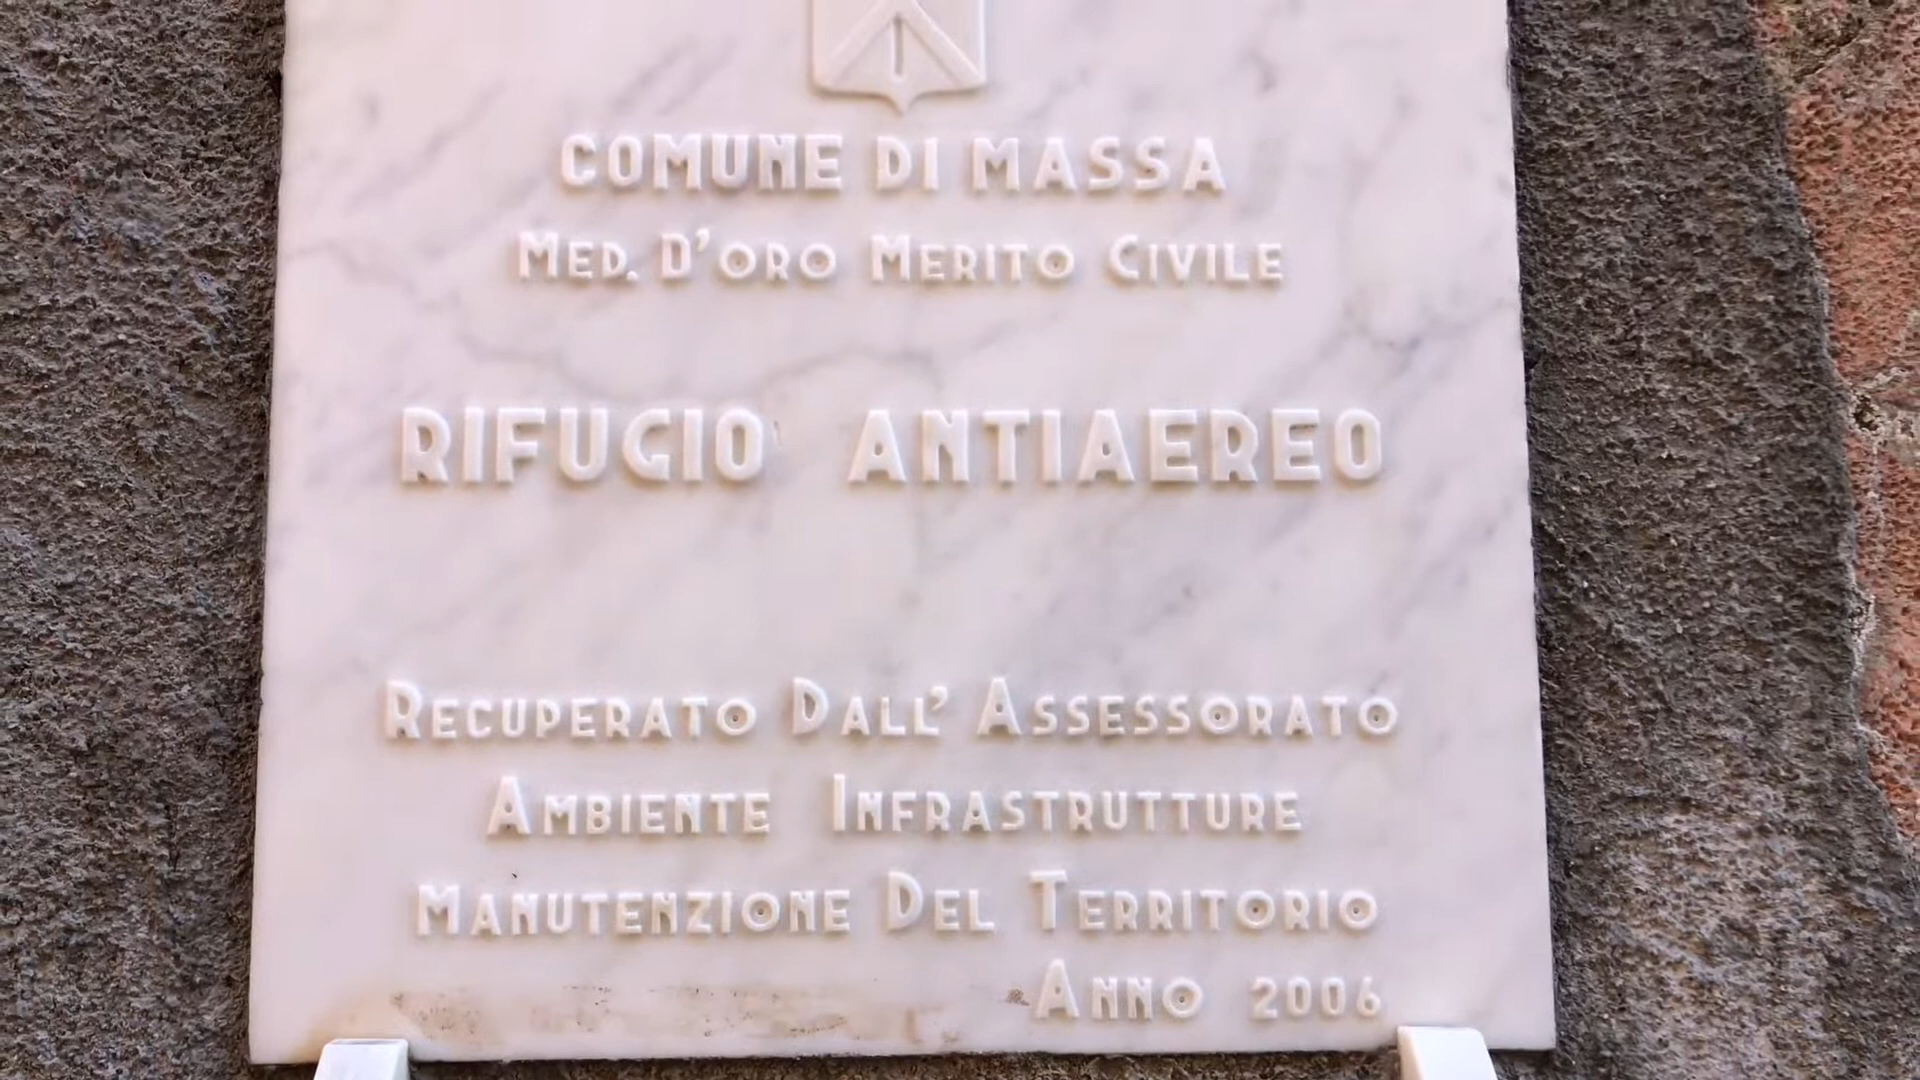 COMUNE DI MASSA
MED. D'ORO MERITO CIVILE
RIFUGIO ANTIAEREO
RECUPERATO DALL' ASSESSORATO
AMBIENTE INFRASTRUTTURE
MANUTENZIONE DEL TERRITORIO
ANNO 2006